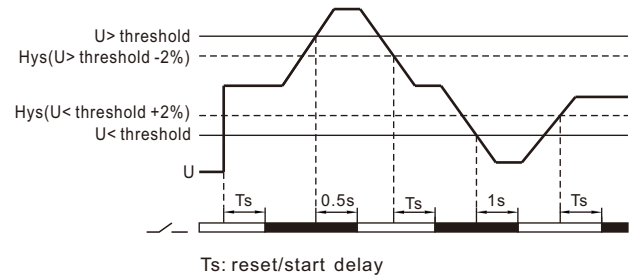 U> threshold
Hys(U> threshold -2%)
Hys(U< threshold +2%)
U< threshold
U
Ts 0.5s Ts 1s Ts
Ts: reset/start delay